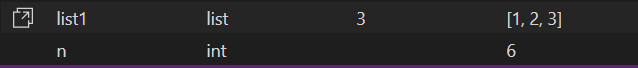 list1 list 3 [1, 2, 3]
n int 6